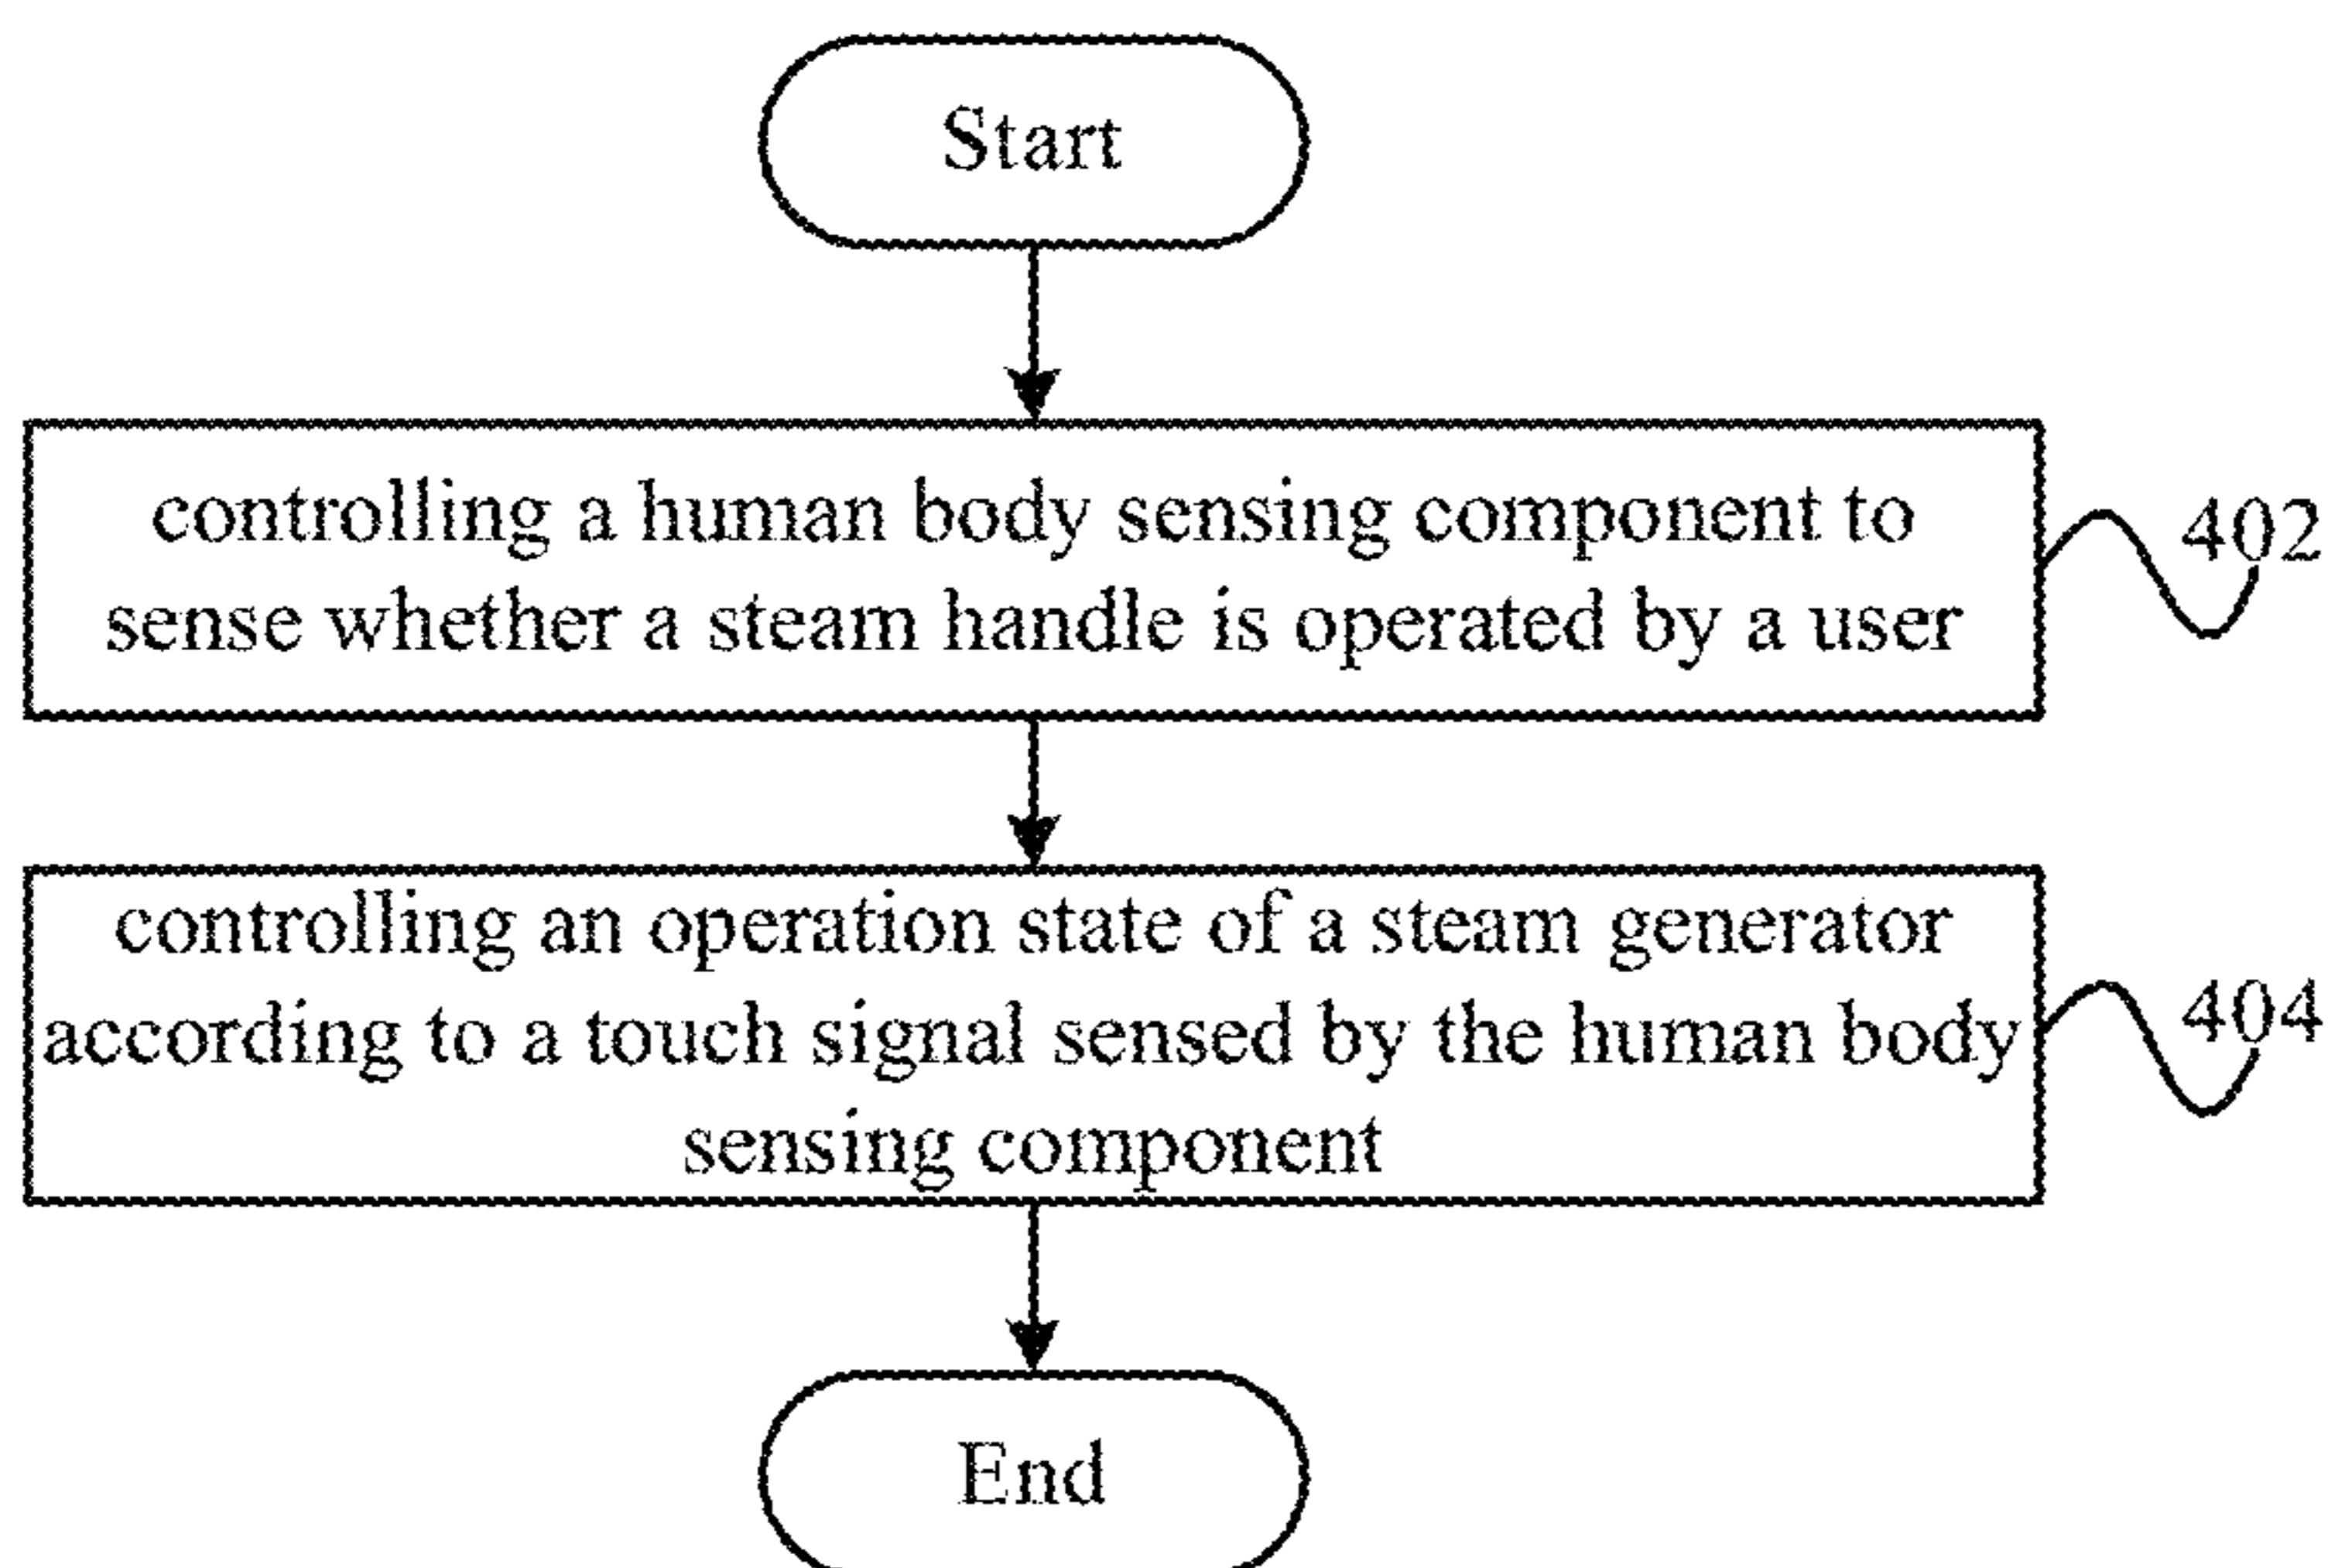 Start
controlling a human body sensing component to
sense whether a steam handle is operated by a user
402
controlling an operation state of a steam generator
according to a touch signal sensed by the human body
sensing component
404
End